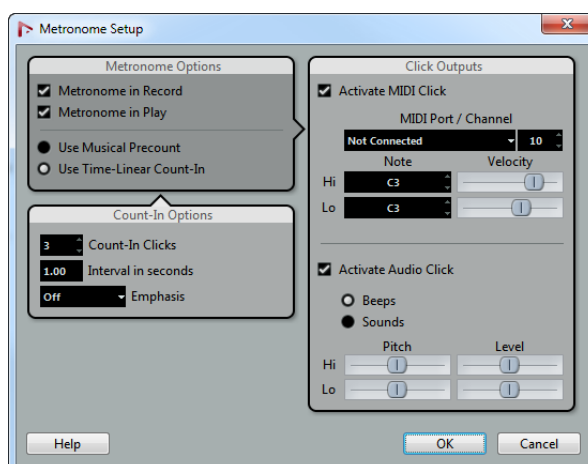 Metronome Setup
Metronome Options
Metronome in Record
Metronome in Play
Use Musical Precount
Use Time-Linear Count-In
Count-In Options
3 Count-In Clicks
1.00 Interval in seconds
Off Emphasis
Click Outputs
Activate MIDI Click
MIDI Port / Channel
Not Connected 10
Note Velocity
Hi C3
Lo C3
Activate Audio Click
Beeps
Sounds
Pitch Level
Hi
Lo
Help OK Cancel